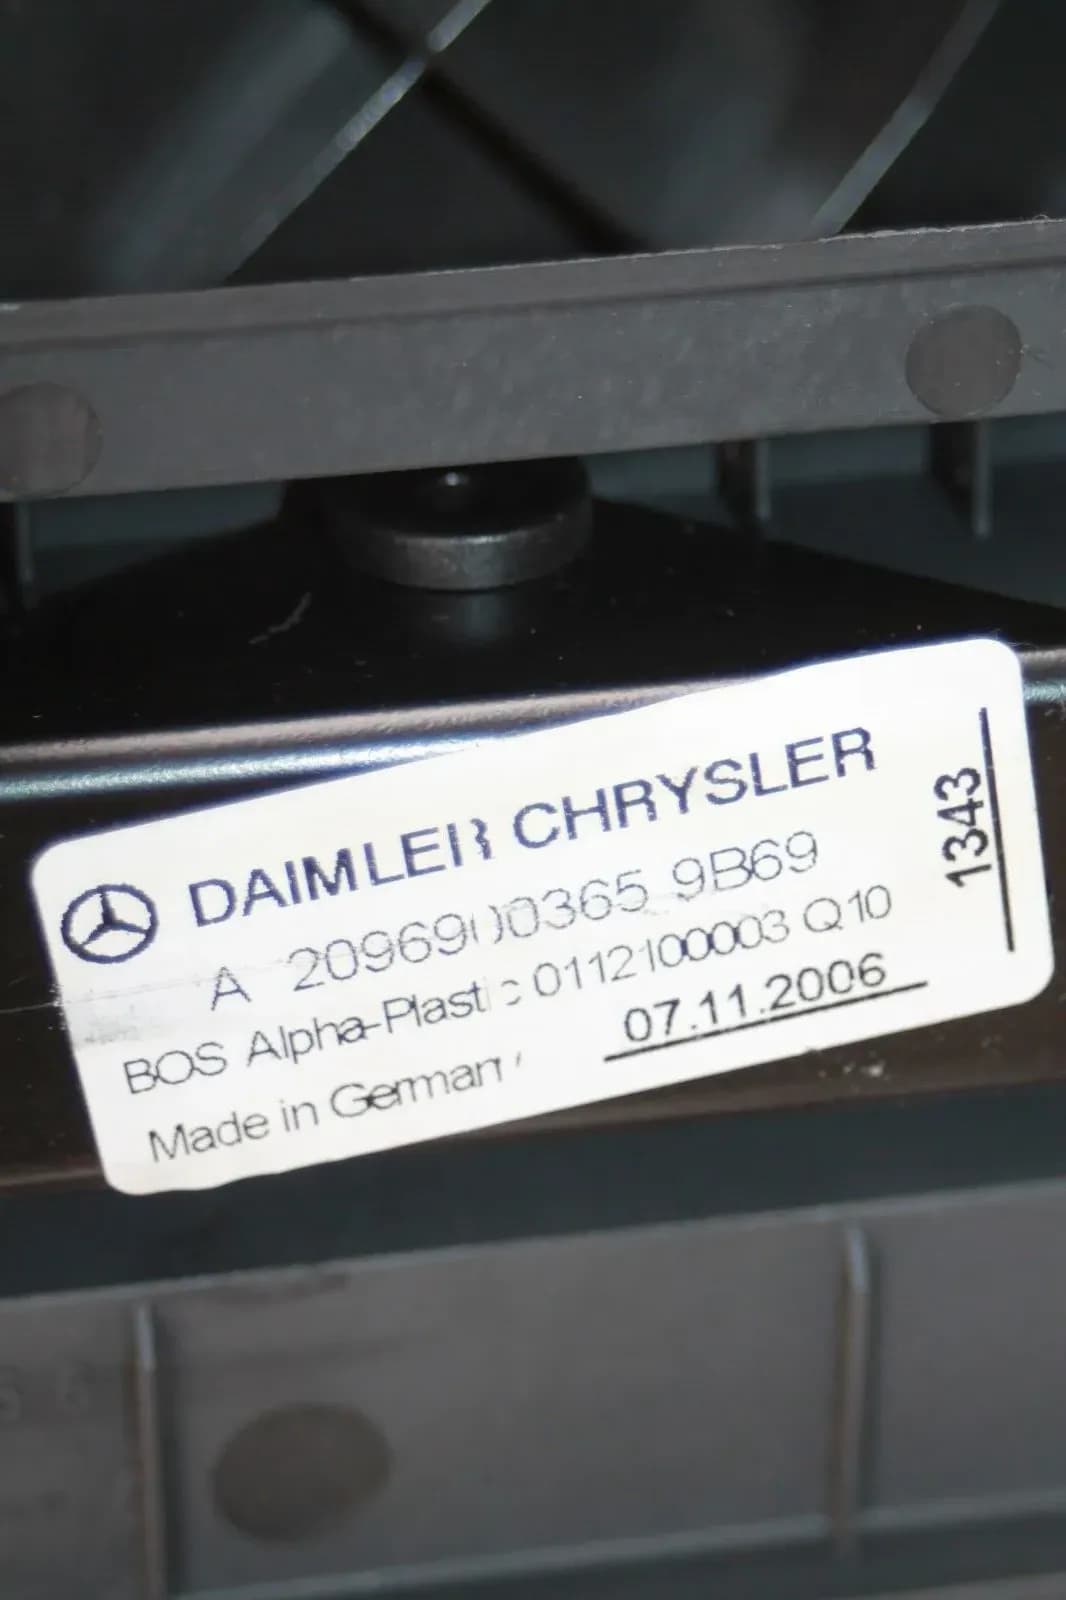 DAIMLER CHRYSLER
A 2096900365 9B69
BOS Alpha-Plastic 0112100003 Q10
Made in Germany 07.11.2006
1343